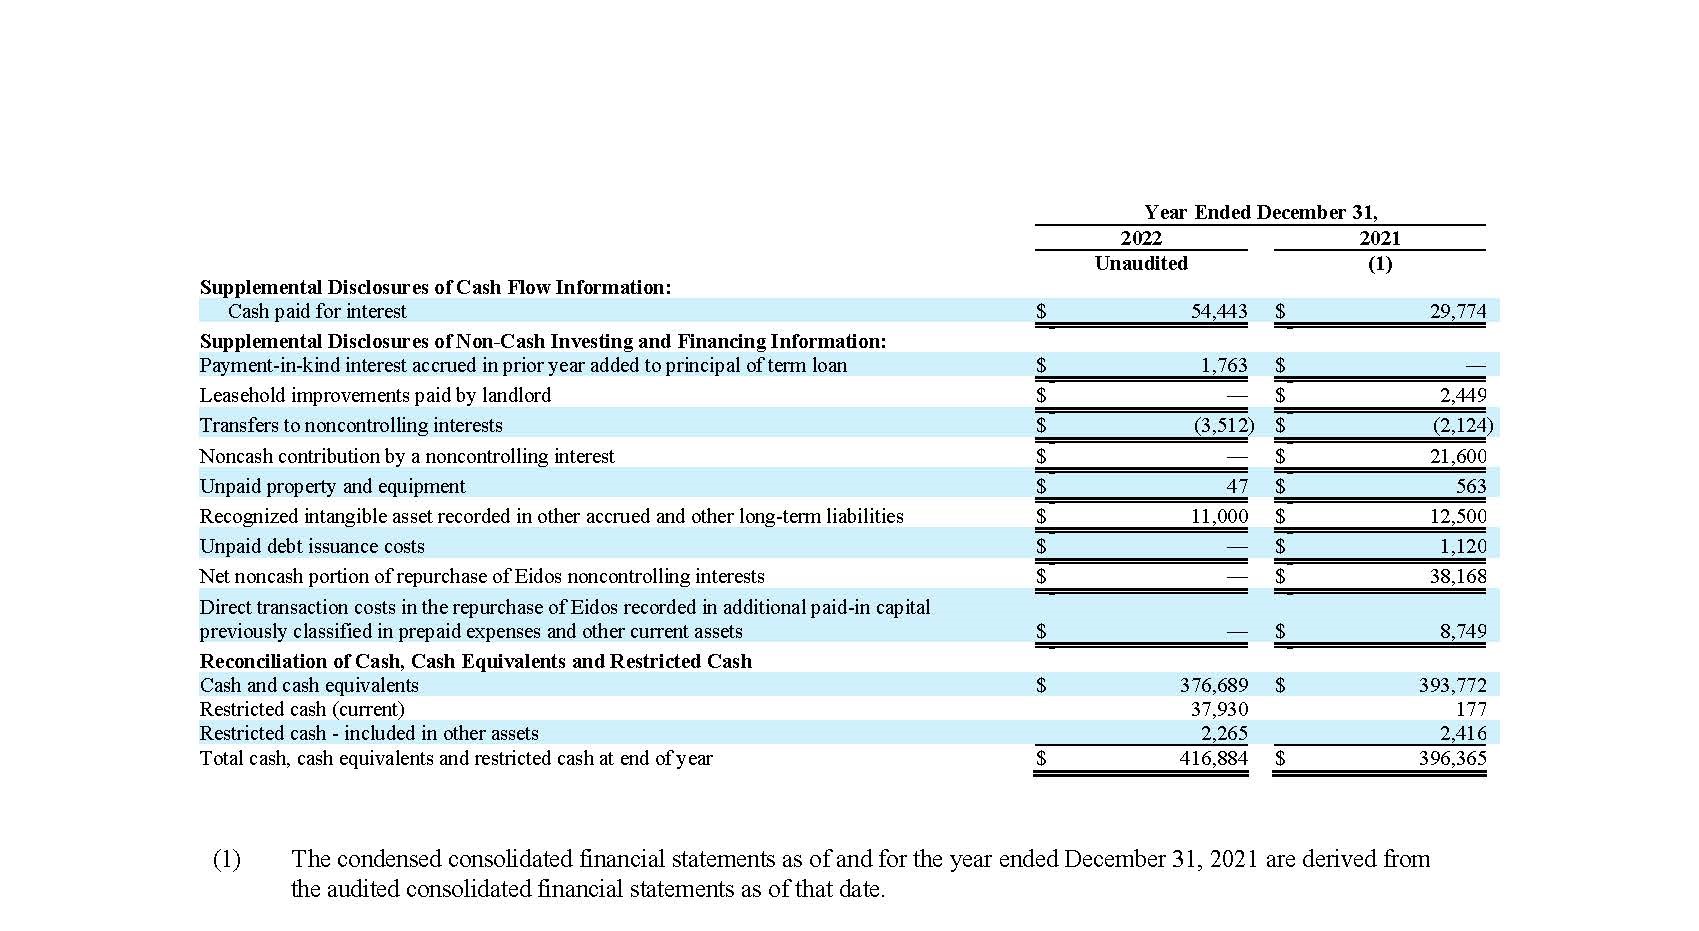 Year Ended December 31,
2022 2021
Unaudited (1)
Supplemental Disclosures of Cash Flow Information:
Cash paid for interest $ 54,443 $ 29,774
Supplemental Disclosures of Non-Cash Investing and Financing Information:
Payment-in-kind interest accrued in prior year added to principal of term loan $ 1,763 $ —
Leasehold improvements paid by landlord $ — $ 2,449
Transfers to noncontrolling interests $ (3,512) $ (2,124)
Noncash contribution by a noncontrolling interest $ — $ 21,600
Unpaid property and equipment $ 47 $ 563
Recognized intangible asset recorded in other accrued and other long-term liabilities $ 11,000 $ 12,500
Unpaid debt issuance costs $ — $ 1,120
Net noncash portion of repurchase of Eidos noncontrolling interests $ — $ 38,168
Direct transaction costs in the repurchase of Eidos recorded in additional paid-in capital
previously classified in prepaid expenses and other current assets $ — $ 8,749
Reconciliation of Cash, Cash Equivalents and Restricted Cash
Cash and cash equivalents $ 376,689 $ 393,772
Restricted cash (current) 37,930 177
Restricted cash - included in other assets 2,265 2,416
Total cash, cash equivalents and restricted cash at end of year $ 416,884 $ 396,365
(1) The condensed consolidated financial statements as of and for the year ended December 31, 2021 are derived from
the audited consolidated financial statements as of that date.